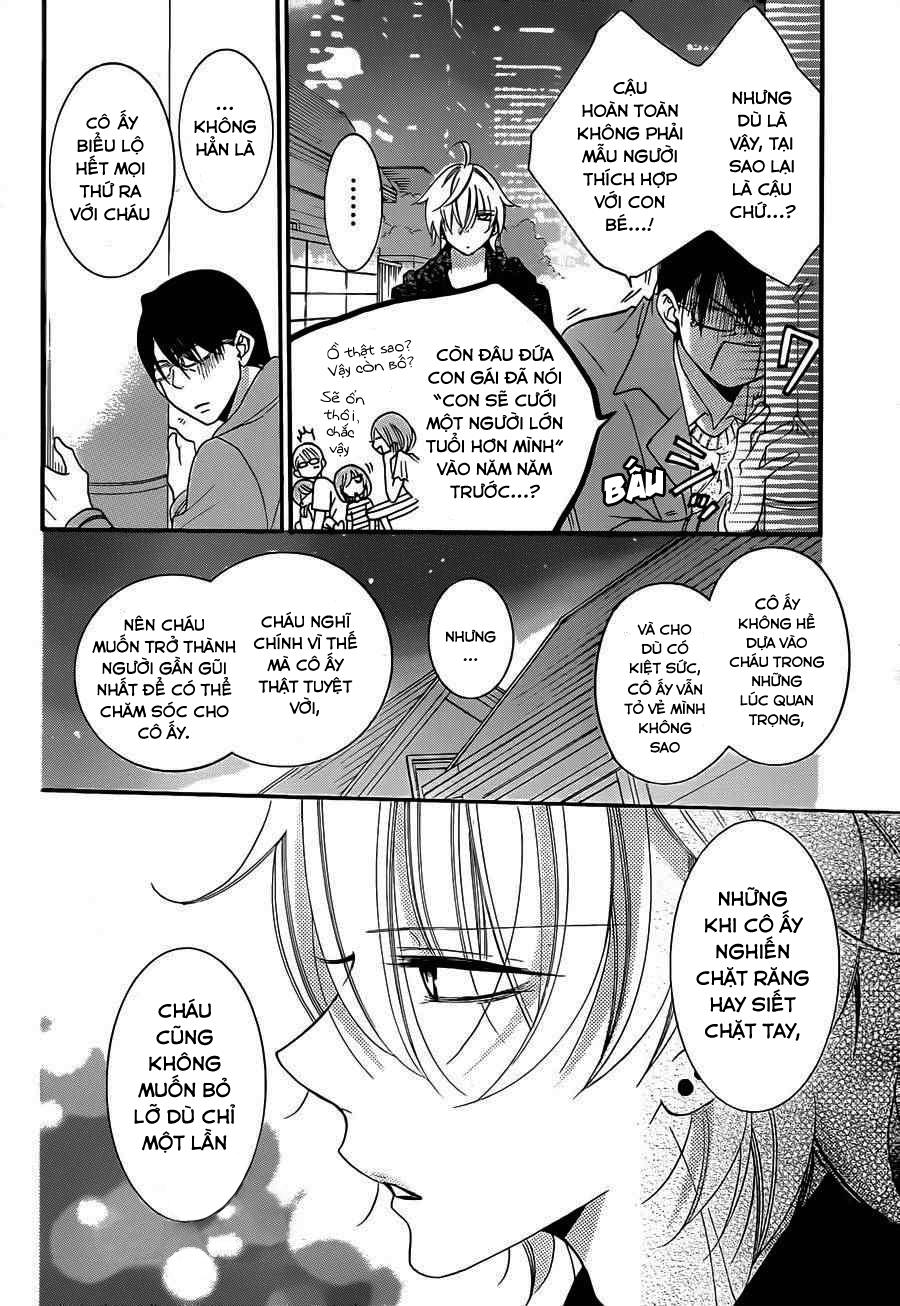 NHƯNG
DÙ LÀ
VẬY, TẠI
SAO LẠI
LÀ CẬU
CHỨ...?
CẬU
HOÀN TOÀN
KHÔNG PHẢI
MẪU NGƯỜI
THÍCH HỢP
VỚI CON
BÉ...!
BẤU
CÒN ĐÂU ĐỨA
CON GÁI ĐÃ NÓI
“CON SẼ CƯỚI
MỘT NGƯỜI LỚN
TUỔI HƠN MÌNH”
VÀO NĂM NĂM
TRƯỚC...?
Ồ thật sao?
Vậy còn Bố?
Sẽ ổn
thôi,
chắc
vậy
......
...
KHÔNG
HẲN LÀ
CÔ ẤY
BIỂU LỘ
HẾT MỌI
THỨ RA
VỚI CHÁU
CÔ ẤY
KHÔNG HỀ
DỰA VÀO
CHÁU TRONG
NHỮNG
LÚC QUAN
TRỌNG,
VÀ CHO
DÙ CÓ
KIỆT SỨC,
CÔ ẤY VẪN
TỎ VẺ MÌNH
KHÔNG
SAO
NHƯNG
...
CHÁU NGHĨ
CHÍNH VÌ THẾ
MÀ CÔ ẤY
THẬT TUYỆT
VỜI,
NÊN CHÁU
MUỐN TRỞ THÀNH
NGƯỜI GẦN GŨI
NHẤT ĐỂ CÓ THỂ
CHĂM SÓC CHO
CÔ ẤY.
NHỮNG
KHI CÔ ẤY
NGHIẾN
CHẶT RĂNG
HAY SIẾT
CHẶT TAY,
CHÁU
CŨNG
KHÔNG
MUỐN BỎ
LỠ DÙ CHỈ
MỘT LẦN